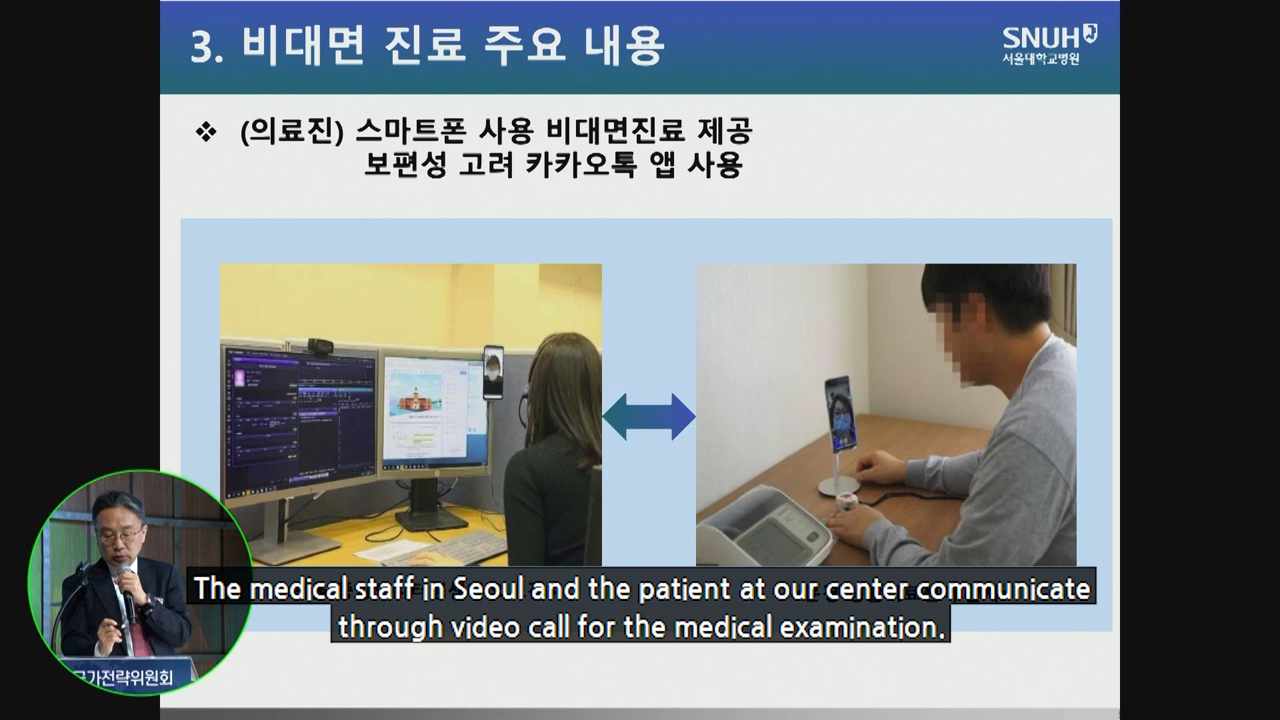 3. 비대면 진료 주요 내용
SNUH
서울대학교병원
❖ (의료진) 스마트폰 사용 비대면진료 제공
보편성 고려 카카오톡 앱 사용
The medical staff in Seoul and the patient at our center communicate
through video call for the medical examination.
국가전략위원회